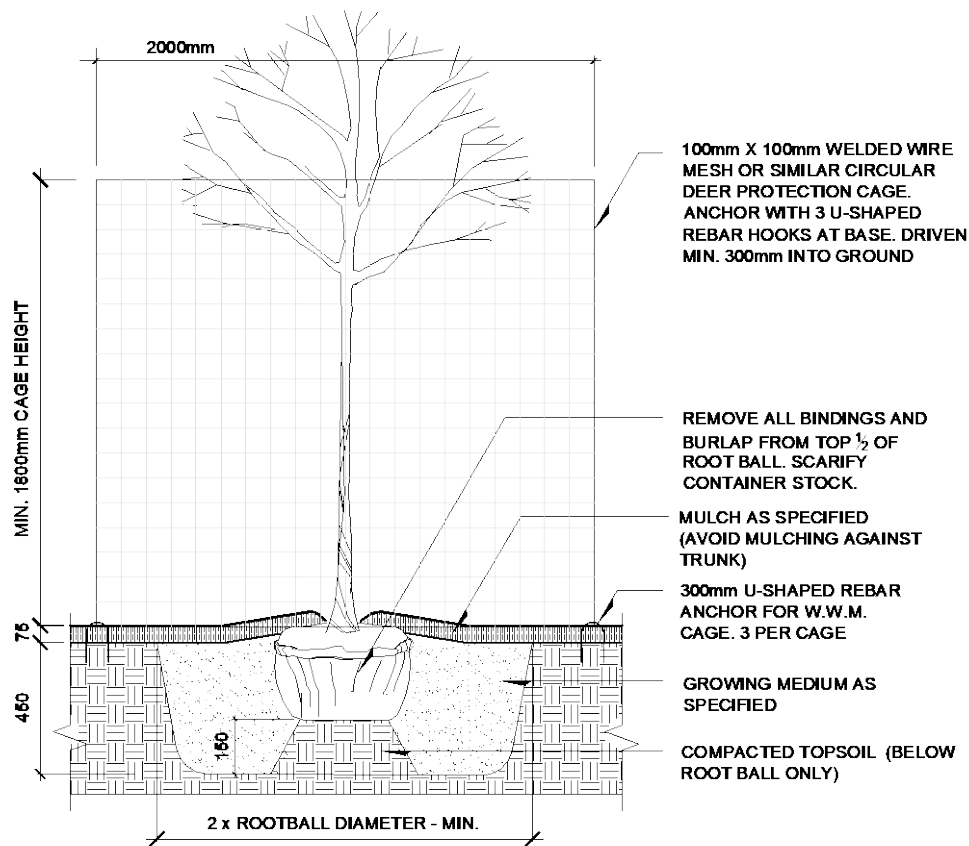 2000mm
100mm X 100mm WELDED WIRE
MESH OR SIMILAR CIRCULAR
DEER PROTECTION CAGE.
ANCHOR WITH 3 U-SHAPED
REBAR HOOKS AT BASE. DRIVEN
MIN. 300mm INTO GROUND
MIN. 1800mm CAGE HEIGHT
REMOVE ALL BINDINGS AND
BURLAP FROM TOP ½ OF
ROOT BALL. SCARIFY
CONTAINER STOCK.
MULCH AS SPECIFIED
(AVOID MULCHING AGAINST
TRUNK)
300mm U-SHAPED REBAR
ANCHOR FOR W.W.M.
CAGE. 3 PER CAGE
75
GROWING MEDIUM AS
SPECIFIED
450
150
COMPACTED TOPSOIL (BELOW
ROOT BALL ONLY)
2 x ROOTBALL DIAMETER - MIN.